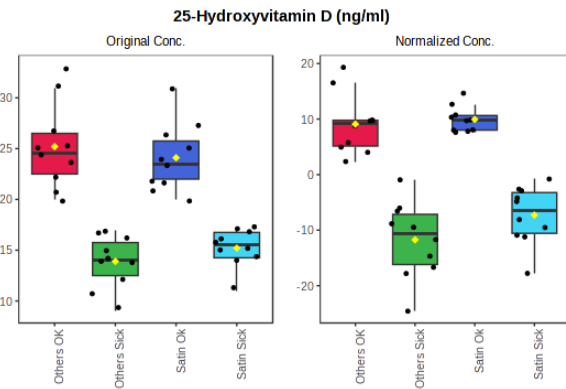 25-Hydroxyvitamin D (ng/ml)
Original Conc.
Normalized Conc.
30
25
20
15
10
20
10
0
-10
-20
Others OK
Others Sick
Satin Ok
Satin Sick
Others OK
Others Sick
Satin Ok
Satin Sick